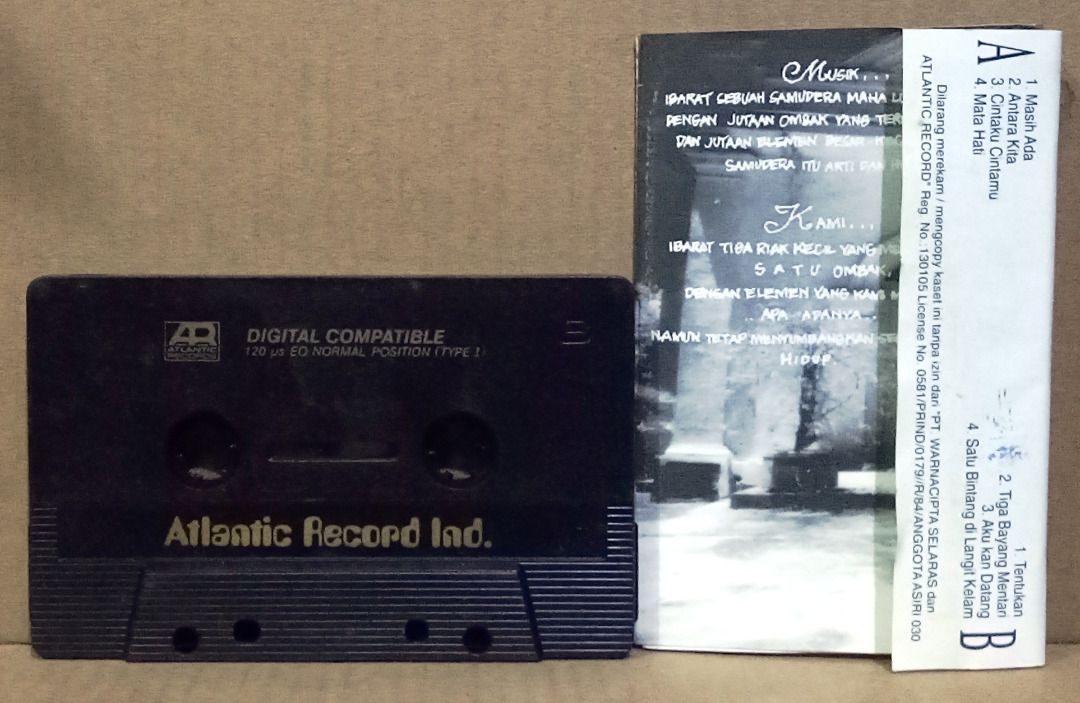 AR
ATLANTIC
DIGITAL COMPATIBLE
120 µs EQ NORMAL POSITION (TYPE I
B
Atlantic Record Ind.
MUSIK...
IBARAT SEBUAH SAMUDERA MAHA
DENGAN JUTAAN OMBAK YANG
DAN JUTAAN ELEMEN BESAR
SAMUDERA ITU ARTI DAN
KAMI...
IBARAT TIGA RIAK KECIL YANG
SATU OMBAK,
DENGAN ELEMEN YANG KAMI
.. APA ADANYA...
NAMUN TETAP MENYUMBANGKAN
HIDUP.
A
1. Masih Ada
2. Antara Kita
3. Cintaku Cintamu
4. Mata Hati
B
1. Tentukan
2. Tiga Bayang Mentari
3. Aku kan Datang
4. Satu Bintang di Langit Kelam
Dilarang merekam / mengcopy kaset ini tanpa izin dari "PT. WARNACIPTA SELARAS dan
ATLANTIC RECORD" Reg. No.:130105 License No. 0581/PRIND/0179//R/84/ANGGOTA ASIRI 030